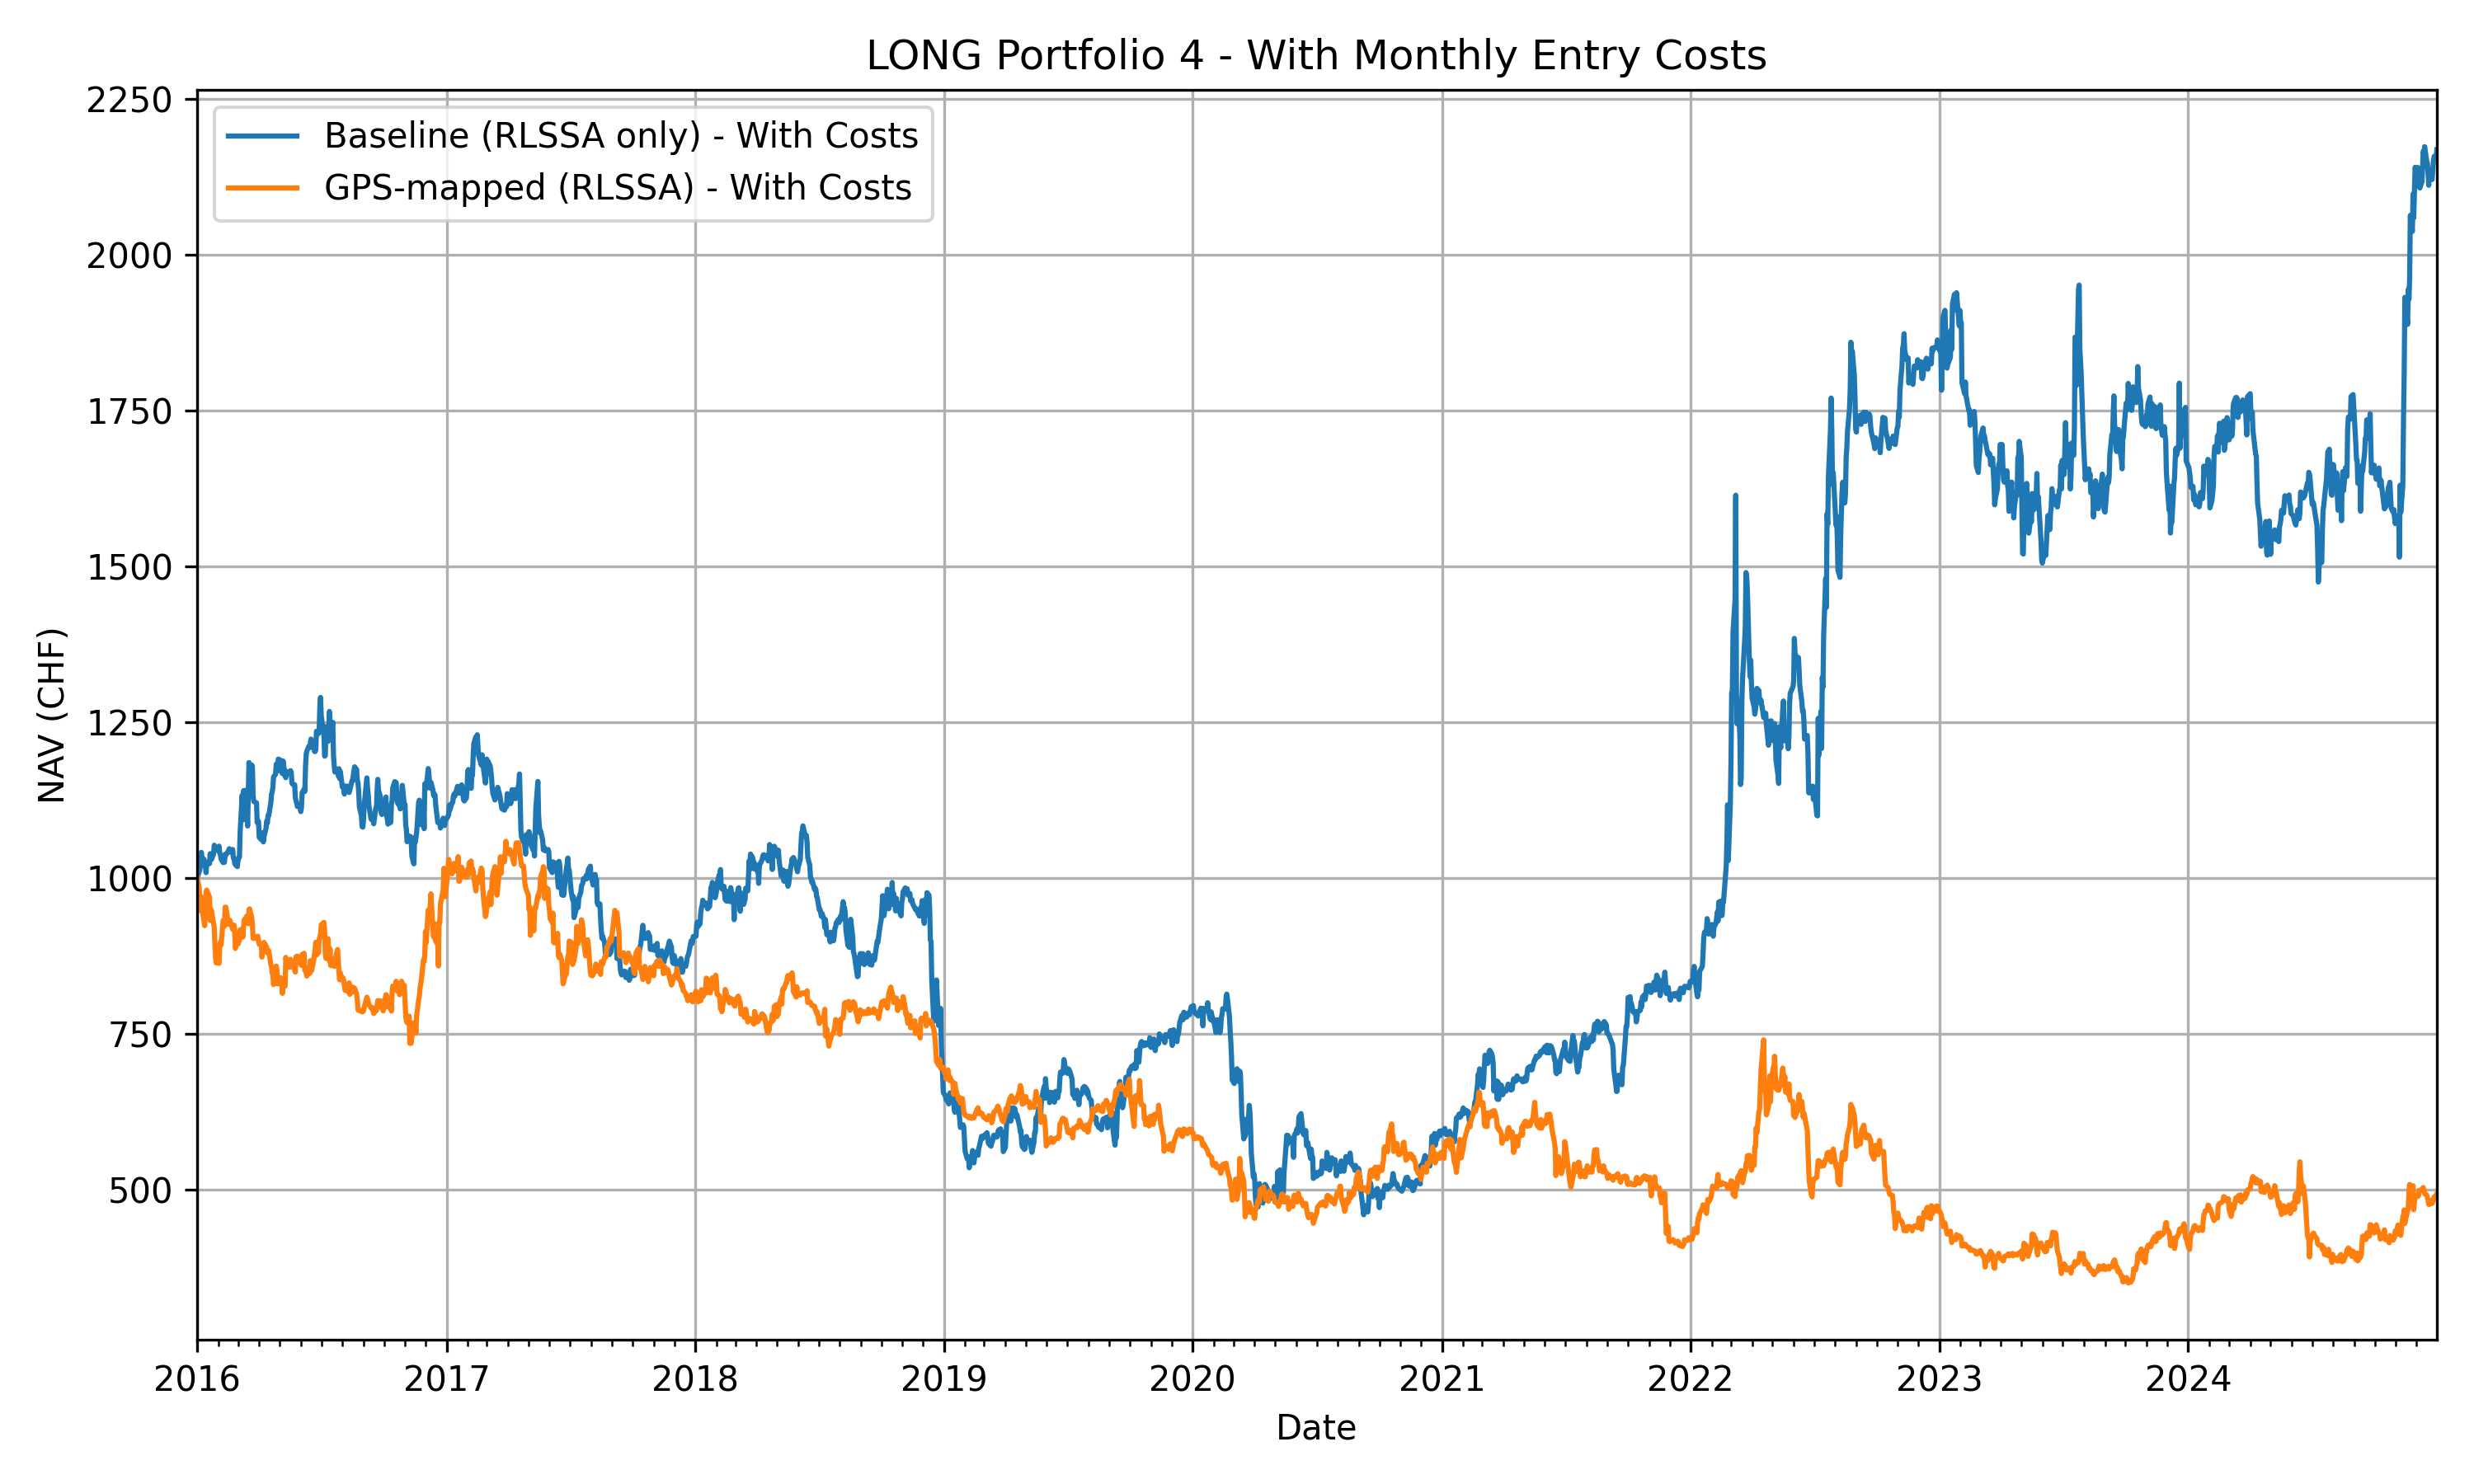 LONG Portfolio 4 - With Monthly Entry Costs
Baseline (RLSSA only) - With Costs
GPS-mapped (RLSSA) - With Costs
NAV (CHF)
2250
2000
1750
1500
1250
1000
750
500
2016 2017 2018 2019 2020 2021 2022 2023 2024
Date